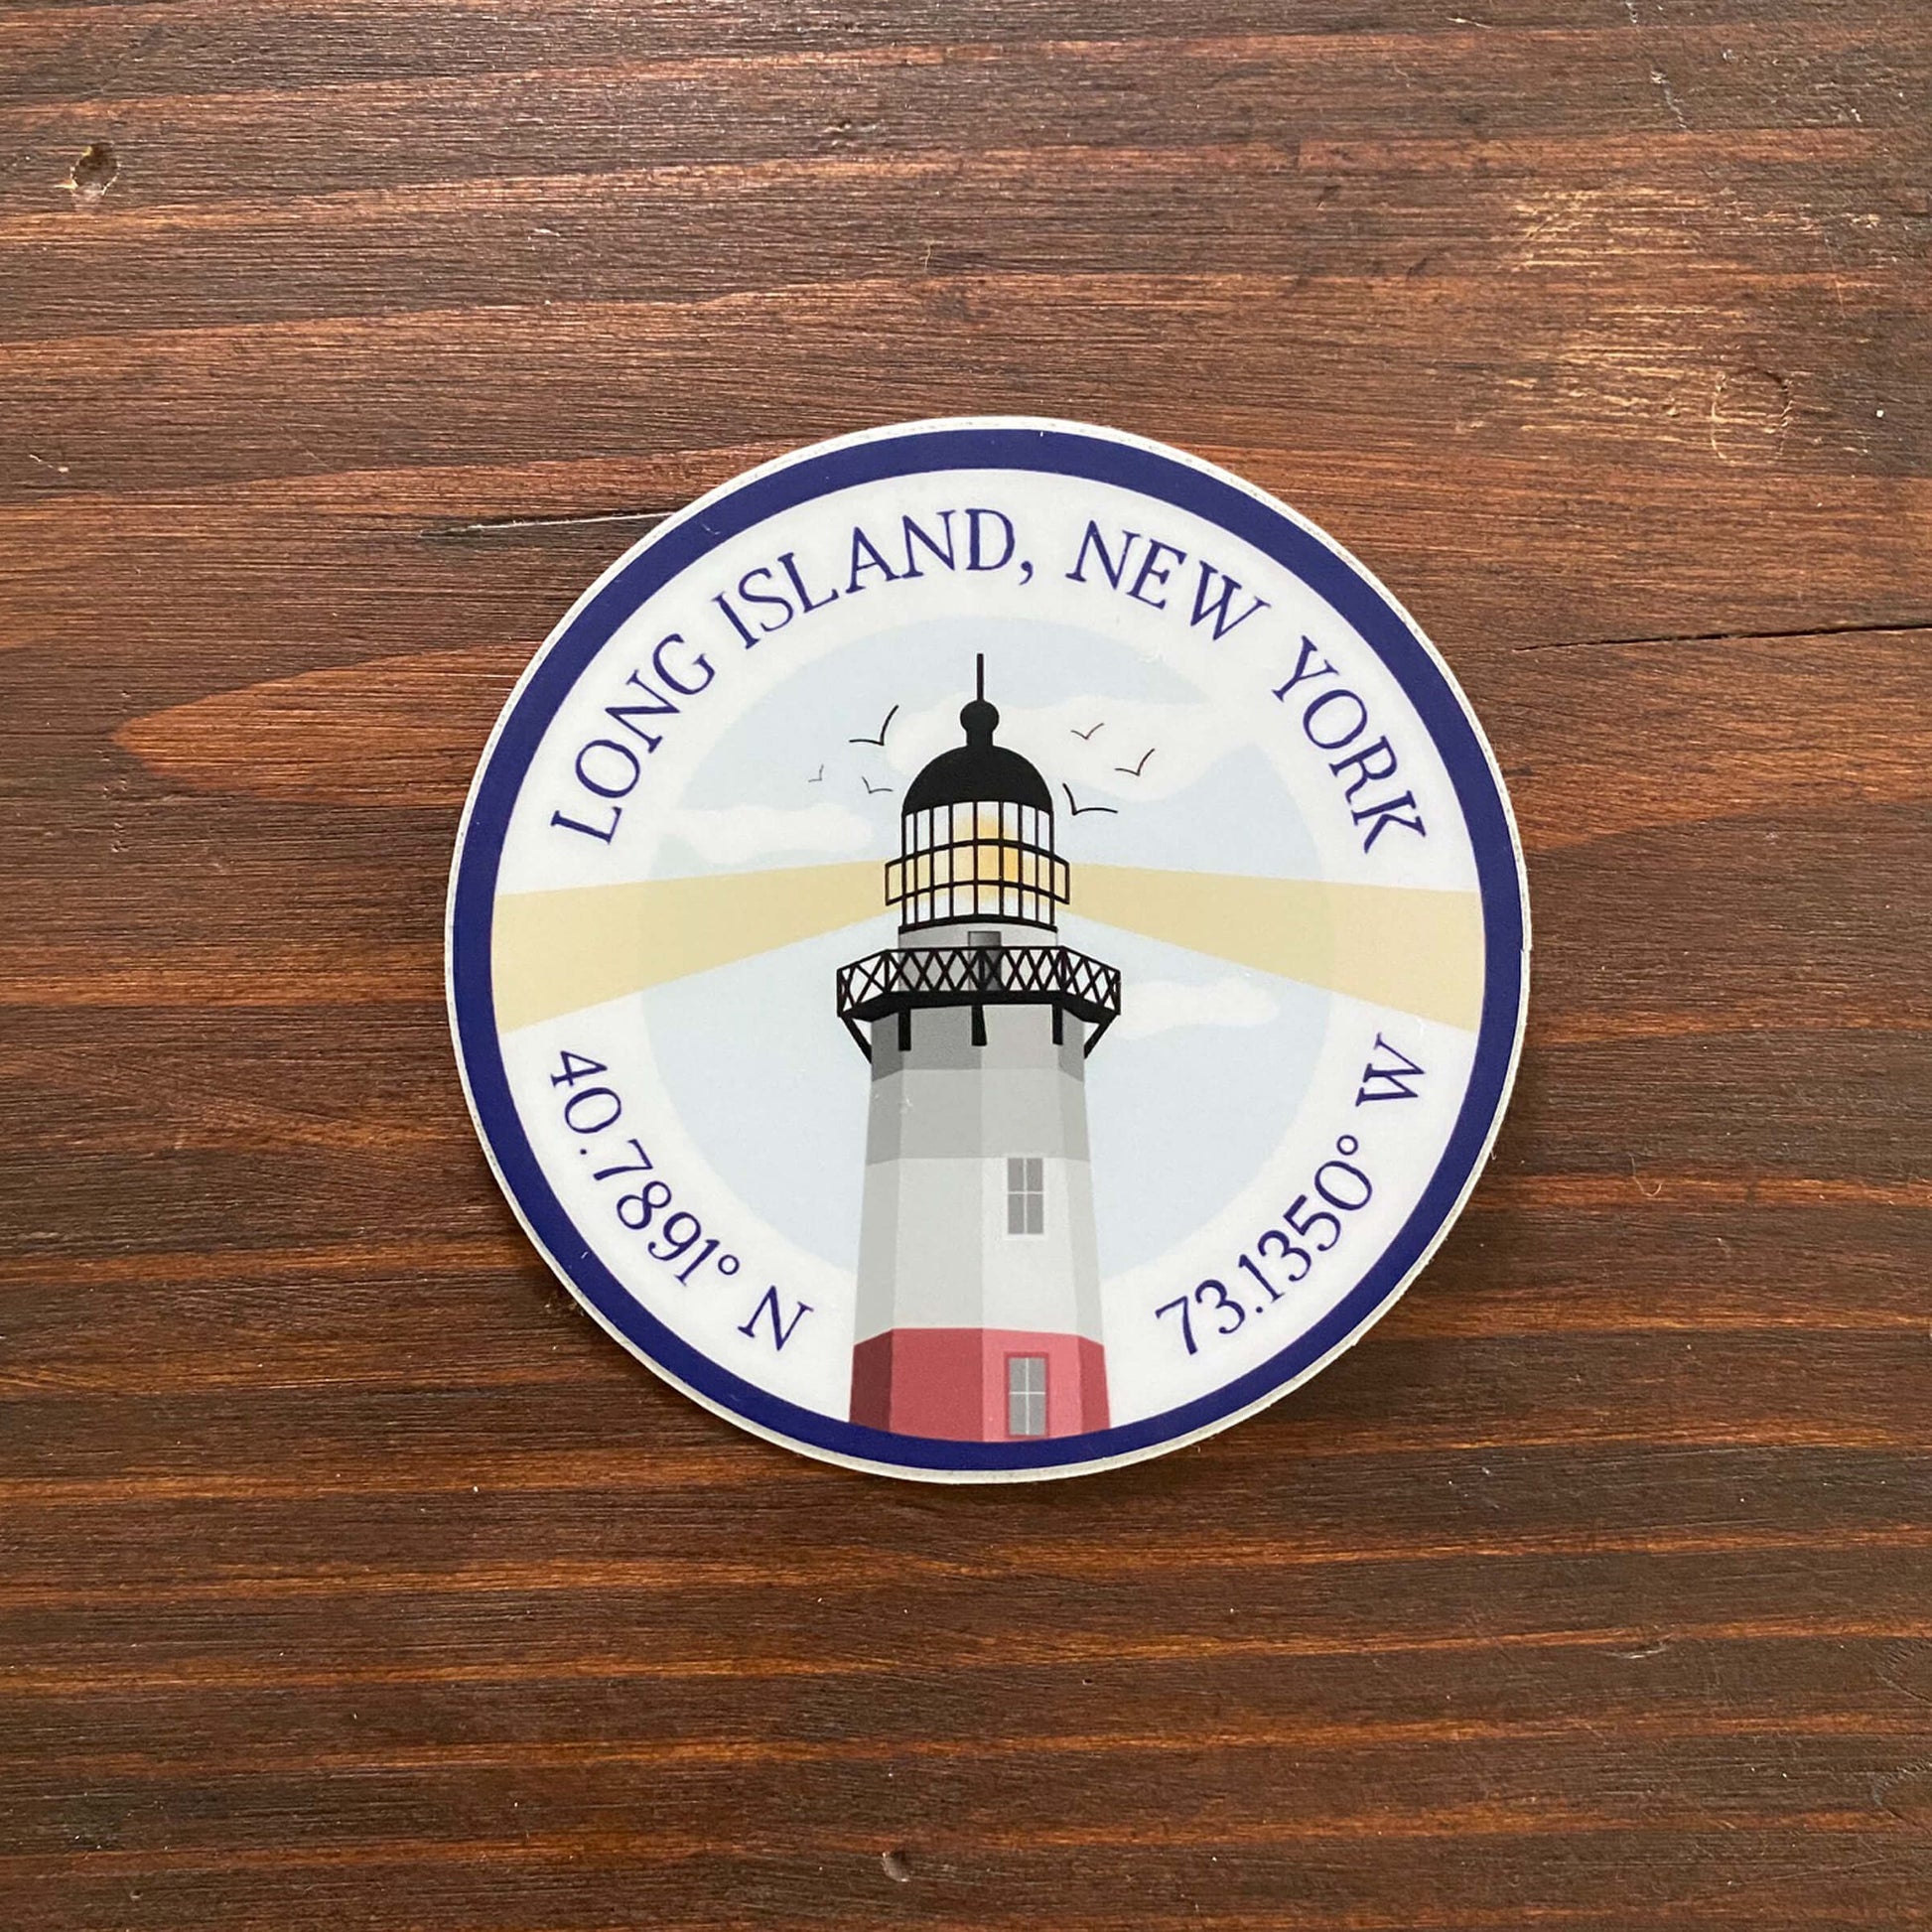 LONG ISLAND, NEW YORK
40.7891° N
73.1350° W